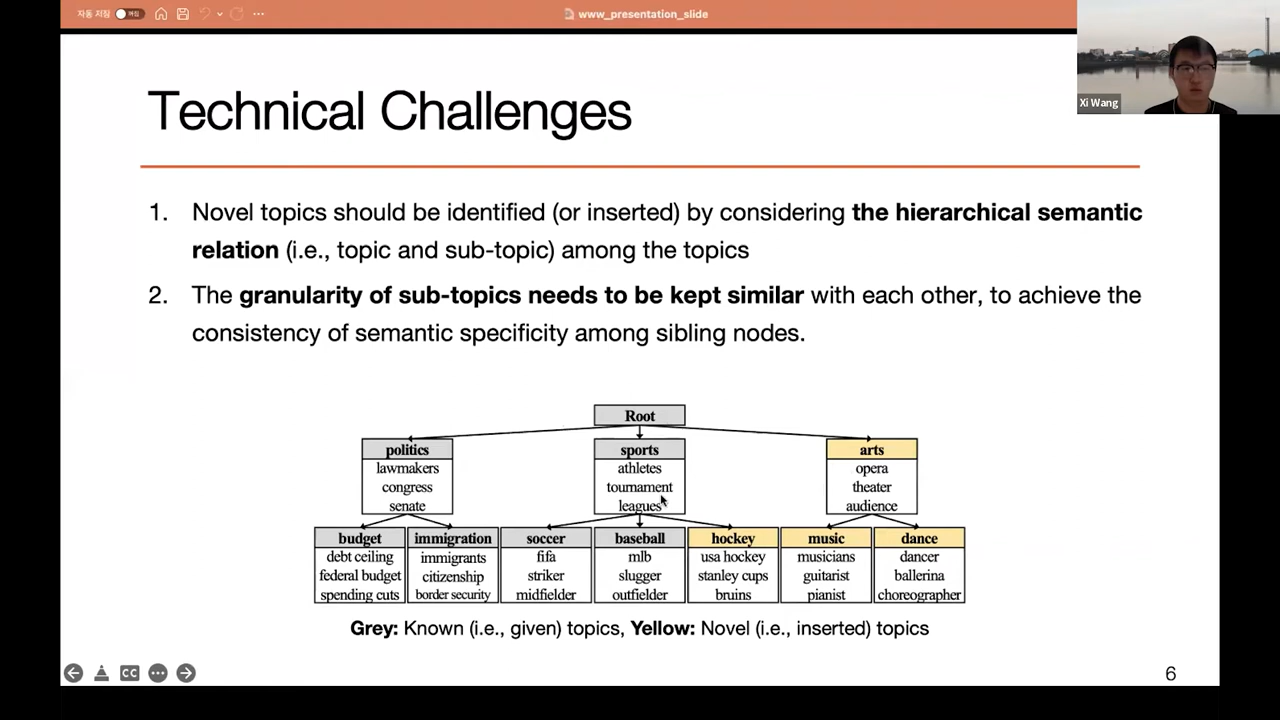 자동 저장 꺼짐
www_presentation_slide
Xi Wang
Technical Challenges
1. Novel topics should be identified (or inserted) by considering the hierarchical semantic
relation (i.e., topic and sub-topic) among the topics
2. The granularity of sub-topics needs to be kept similar with each other, to achieve the
consistency of semantic specificity among sibling nodes.
Root
politics
lawmakers
congress
senate
sports
athletes
tournament
leagues
arts
opera
theater
audience
budget
debt ceiling
federal budget
spending cuts
immigration
immigrants
citizenship
border security
soccer
fifa
striker
midfielder
baseball
mlb
slugger
outfielder
hockey
usa hockey
stanley cups
bruins
music
musicians
guitarist
pianist
dance
dancer
ballerina
choreographer
Grey: Known (i.e., given) topics, Yellow: Novel (i.e., inserted) topics
CC
6